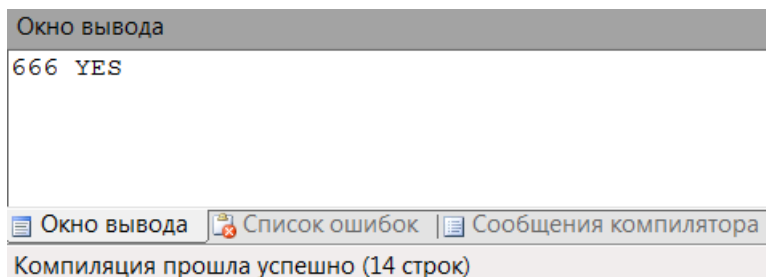 Окно вывода
666 YES
Окно вывода Список ошибок Сообщения компилятора
Компиляция прошла успешно (14 строк)